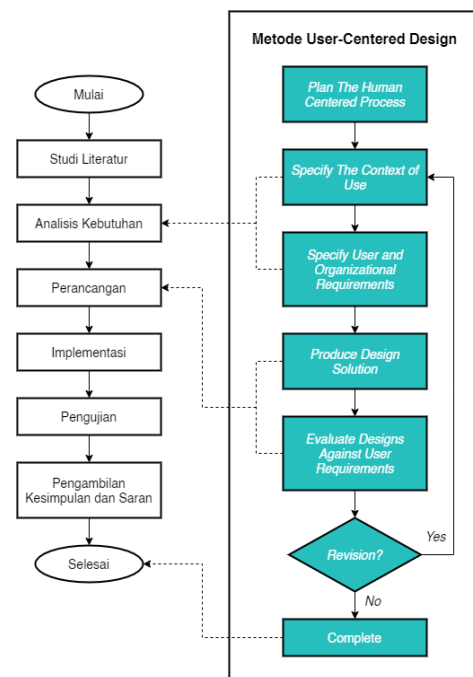 Mulai
Studi Literatur
Analisis Kebutuhan
Perancangan
Implementasi
Pengujian
Pengambilan
Kesimpulan dan Saran
Selesai
Metode User-Centered Design
Plan The Human
Centered Process
Specify The Context of
Use
Specify User and
Organizational
Requirements
Produce Design
Solution
Evaluate Designs
Against User
Requirements
Revision?
Yes
No
Complete